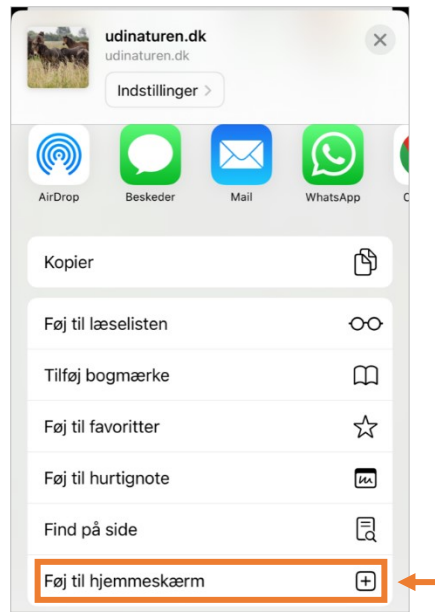 udinaturen.dk
udinaturen.dk
Indstillinger >
AirDrop Beskeder Mail WhatsApp C
Kopier
Føj til læselisten
Tilføj bogmærke
Føj til favoritter
Føj til hurtignote
Find på side
Føj til hjemmeskærm